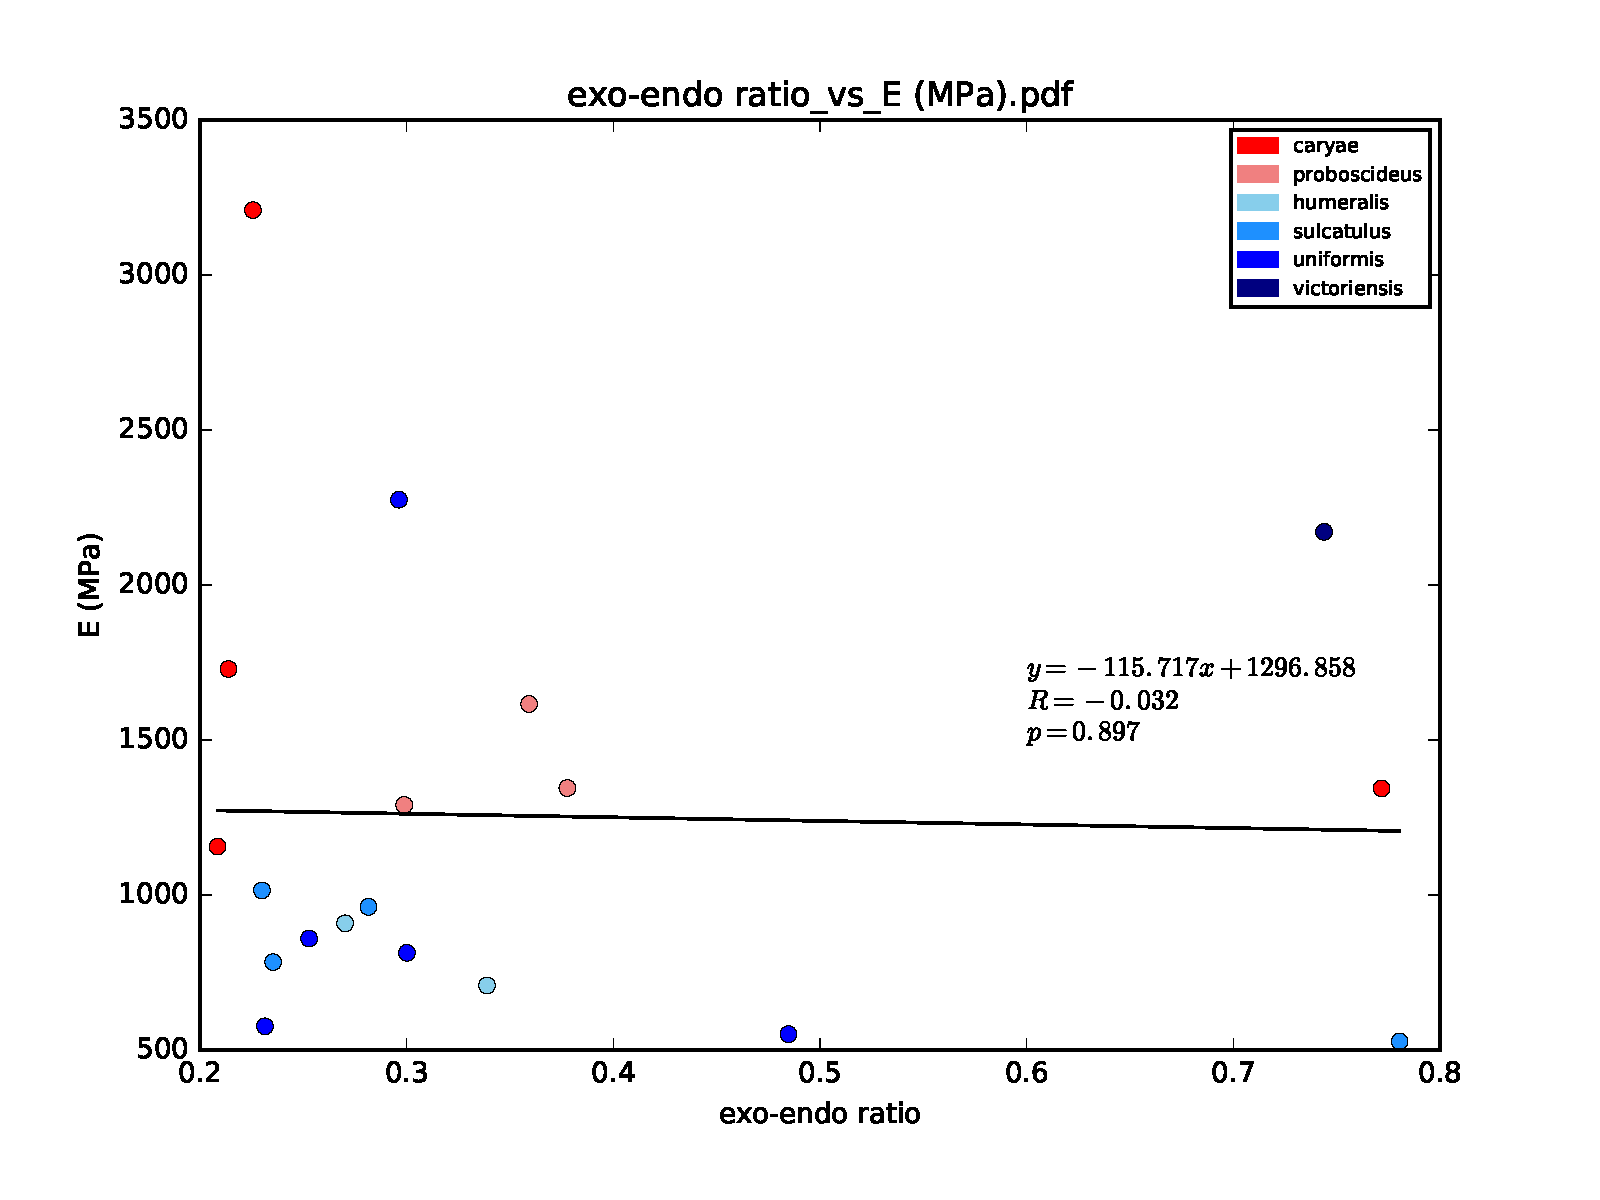 exo-endo ratio_vs_E (MPa).pdf
3500
3000
2500
2000
1500
1000
500
E (MPa)
caryae
proboscideus
humeralis
sulcatulus
uniformis
victoriensis
y = −115.717x + 1296.858
R = −0.032
p = 0.897
0.2 0.3 0.4 0.5 0.6 0.7 0.8
exo-endo ratio